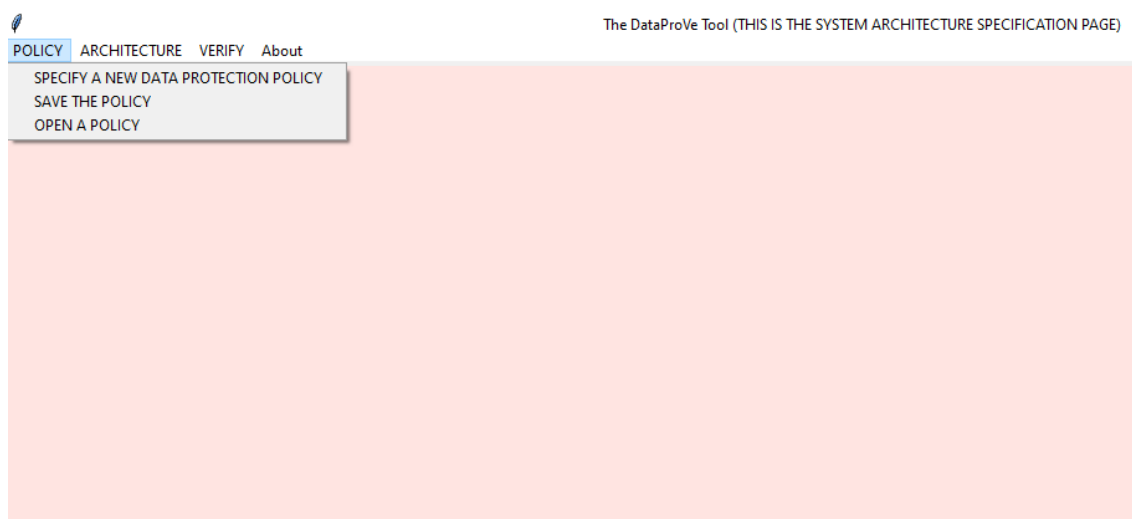 The DataProVe Tool (THIS IS THE SYSTEM ARCHITECTURE SPECIFICATION PAGE)
POLICY ARCHITECTURE VERIFY About
SPECIFY A NEW DATA PROTECTION POLICY
SAVE THE POLICY
OPEN A POLICY